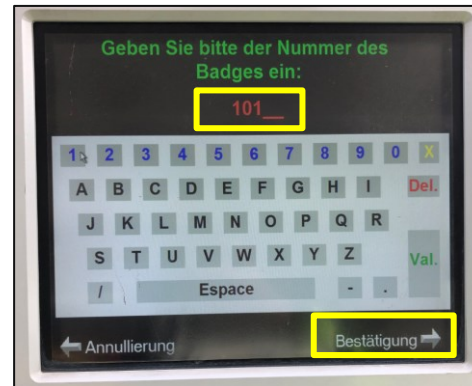 Geben Sie bitte der Nummer des
Badges ein:
101__
1 2 3 4 5 6 7 8 9 0 X
A B C D E F G H I Del.
J K L M N O P Q R
S T U V W X Y Z Val.
/ Espace - .
Annullierung Bestätigung